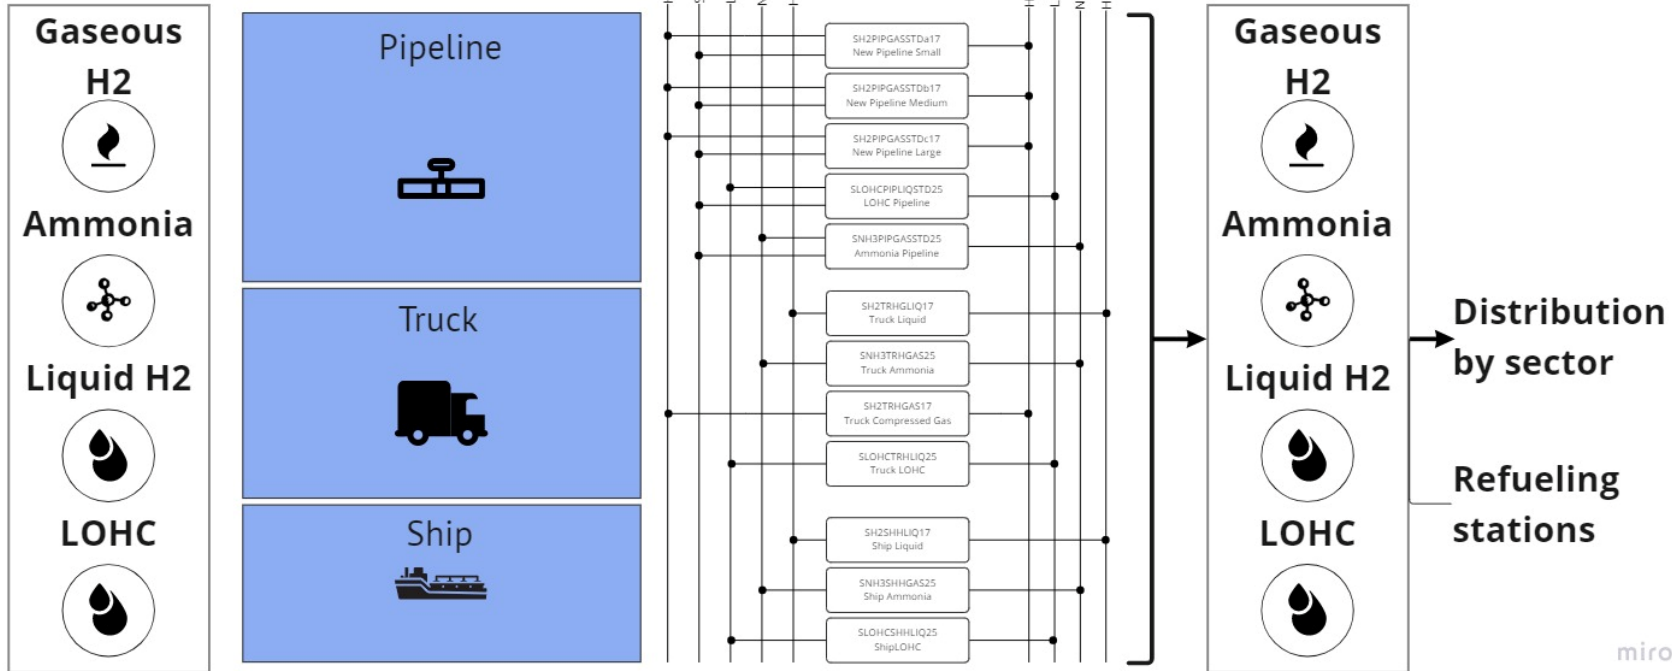 Gaseous
H2
Ammonia
Liquid H2
LOHC
Pipeline
Truck
Ship
SH2PIPGASSTDa17
New Pipeline Small
SH2PIPGASSTDb17
New Pipeline Medium
SH2PIPGASSTDc17
New Pipeline Large
SLOHCPIPLIQSTD25
LOHC Pipeline
SNH3PIPGASSTD25
Ammonia Pipeline
SH2TRHGLIQ17
Truck Liquid
SNH3TRHGAS25
Truck Ammonia
SH2TRHGAS17
Truck Compressed Gas
SLOHCTRHLIQ25
Truck LOHC
SH2SHHLIQ17
Ship Liquid
SNH3SHHGAS25
Ship Ammonia
SLOHCSHHLIQ25
ShipLOHC
Gaseous
H2
Ammonia
Liquid H2
LOHC
Distribution
by sector
Refueling
stations
miro